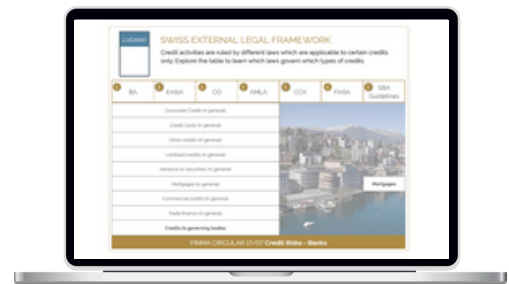 LUGANO
SWISS EXTERNAL LEGAL FRAMEWORK
Credit activities are ruled by different laws which are applicable to certain credits
only. Explore the table to learn which laws govern which types of credits.
BA
EmbA
CO
AMLA
CCA
FinSA
SBA
Guidelines
Consumer Credit (in general)
Credit Cards (in general)
Other credits (in general)
Lombard credits (in general)
Advance on securities (in general)
Mortgages (in general)
Mortgages
Commercial credits (in general)
Trade finance (in general)
Credits to governing bodies
FINMA CIRCULAR 17/07 Credit Risks - Banks